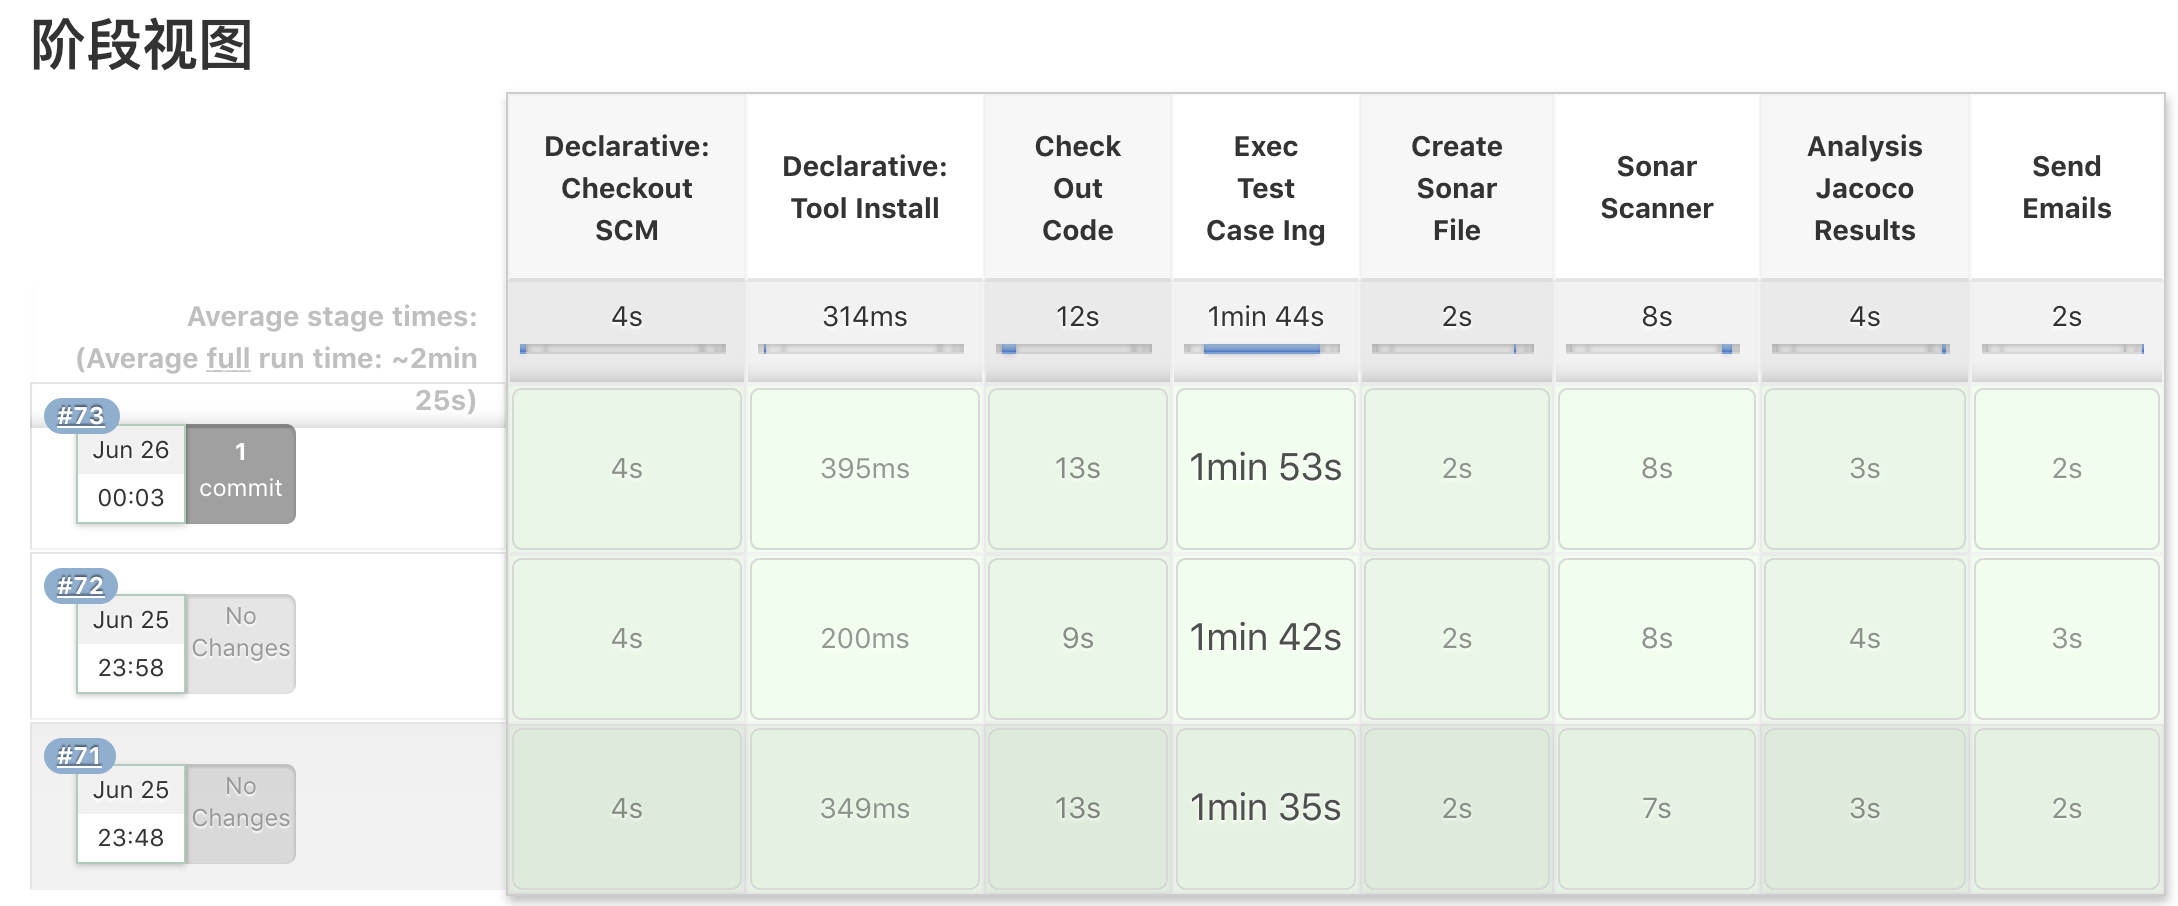 阶段视图
Declarative:
Checkout
SCM
Declarative:
Tool Install
Check
Out
Code
Exec
Test
Case Ing
Create
Sonar
File
Sonar
Scanner
Analysis
Jacoco
Results
Send
Emails
Average stage times:
(Average full run time: ~2min
25s)
4s
314ms
12s
1min 44s
2s
8s
4s
2s
#73
Jun 26
00:03
1
commit
4s
395ms
13s
1min 53s
2s
8s
3s
2s
#72
Jun 25
23:58
No
Changes
4s
200ms
9s
1min 42s
2s
8s
4s
3s
#71
Jun 25
23:48
No
Changes
4s
349ms
13s
1min 35s
2s
7s
3s
2s